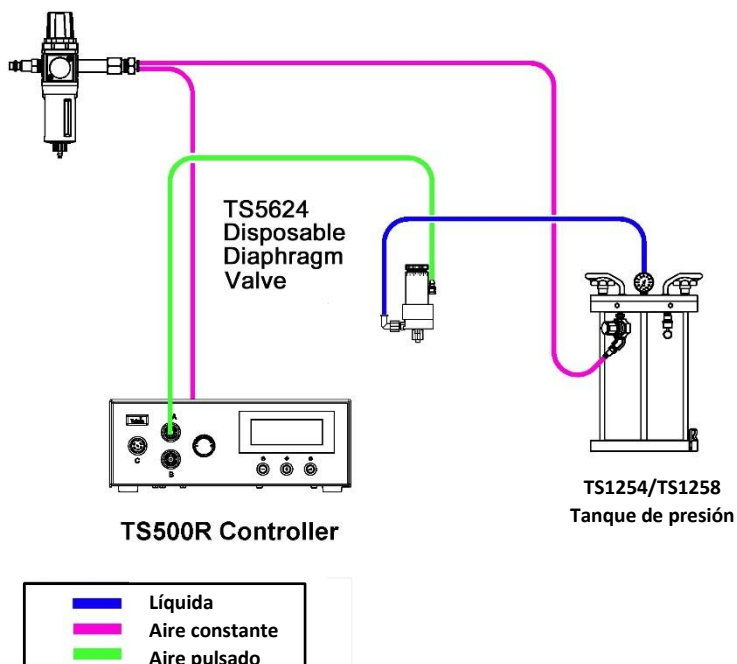 TS5624
Disposable
Diaphragm
Valve
A
C
B
TS500R Controller
TS1254/TS1258
Tanque de presión
Líquida
Aire constante
Aire pulsado